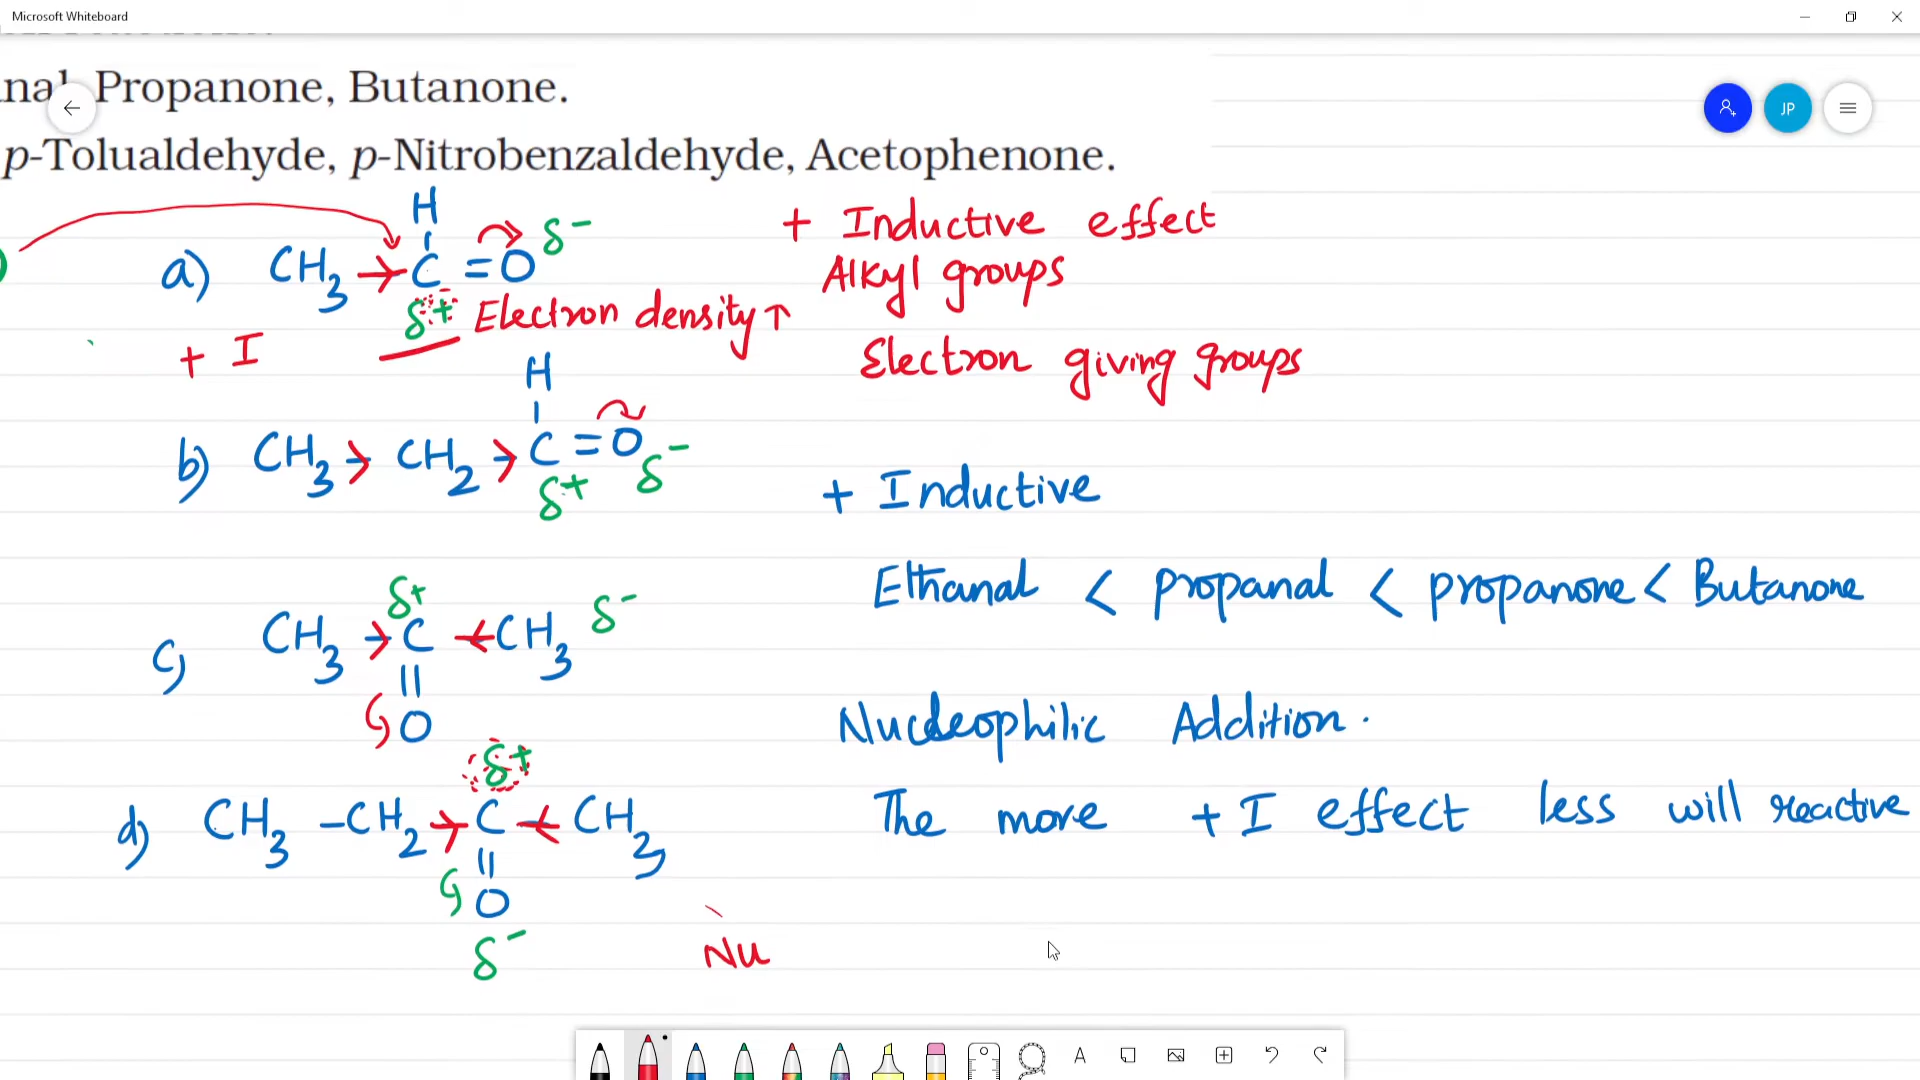 Microsoft Whiteboard
Propanone, Butanone.
p-Tolualdehyde, p-Nitrobenzaldehyde, Acetophenone.
JP
H
a) CH3 → C = O δ-
δ+ Electron density ↑
+ I
+ Inductive effect
Alkyl groups
Electron giving groups
H
b) CH3 > CH2 > C = O
δ+ δ-
+ Inductive
Ethanal < propanal < propanone < Butanone
δ+
c) CH3 → C ← CH3 δ-
||
O
Nucleophilic Addition.
δ+
d) CH3 - CH2 → C ← CH3
||
O
δ-
The more + I effect less will reactive
Nu
A